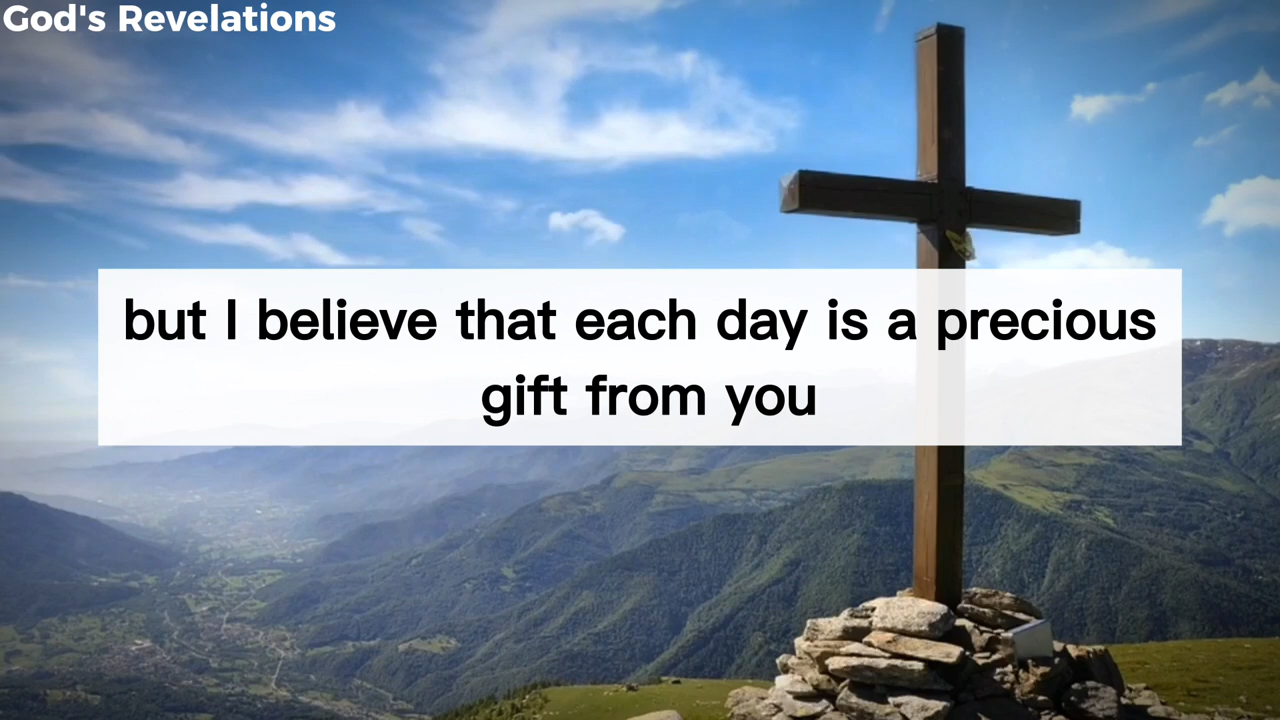 God's Revelations
but I believe that each day is a precious
gift from you